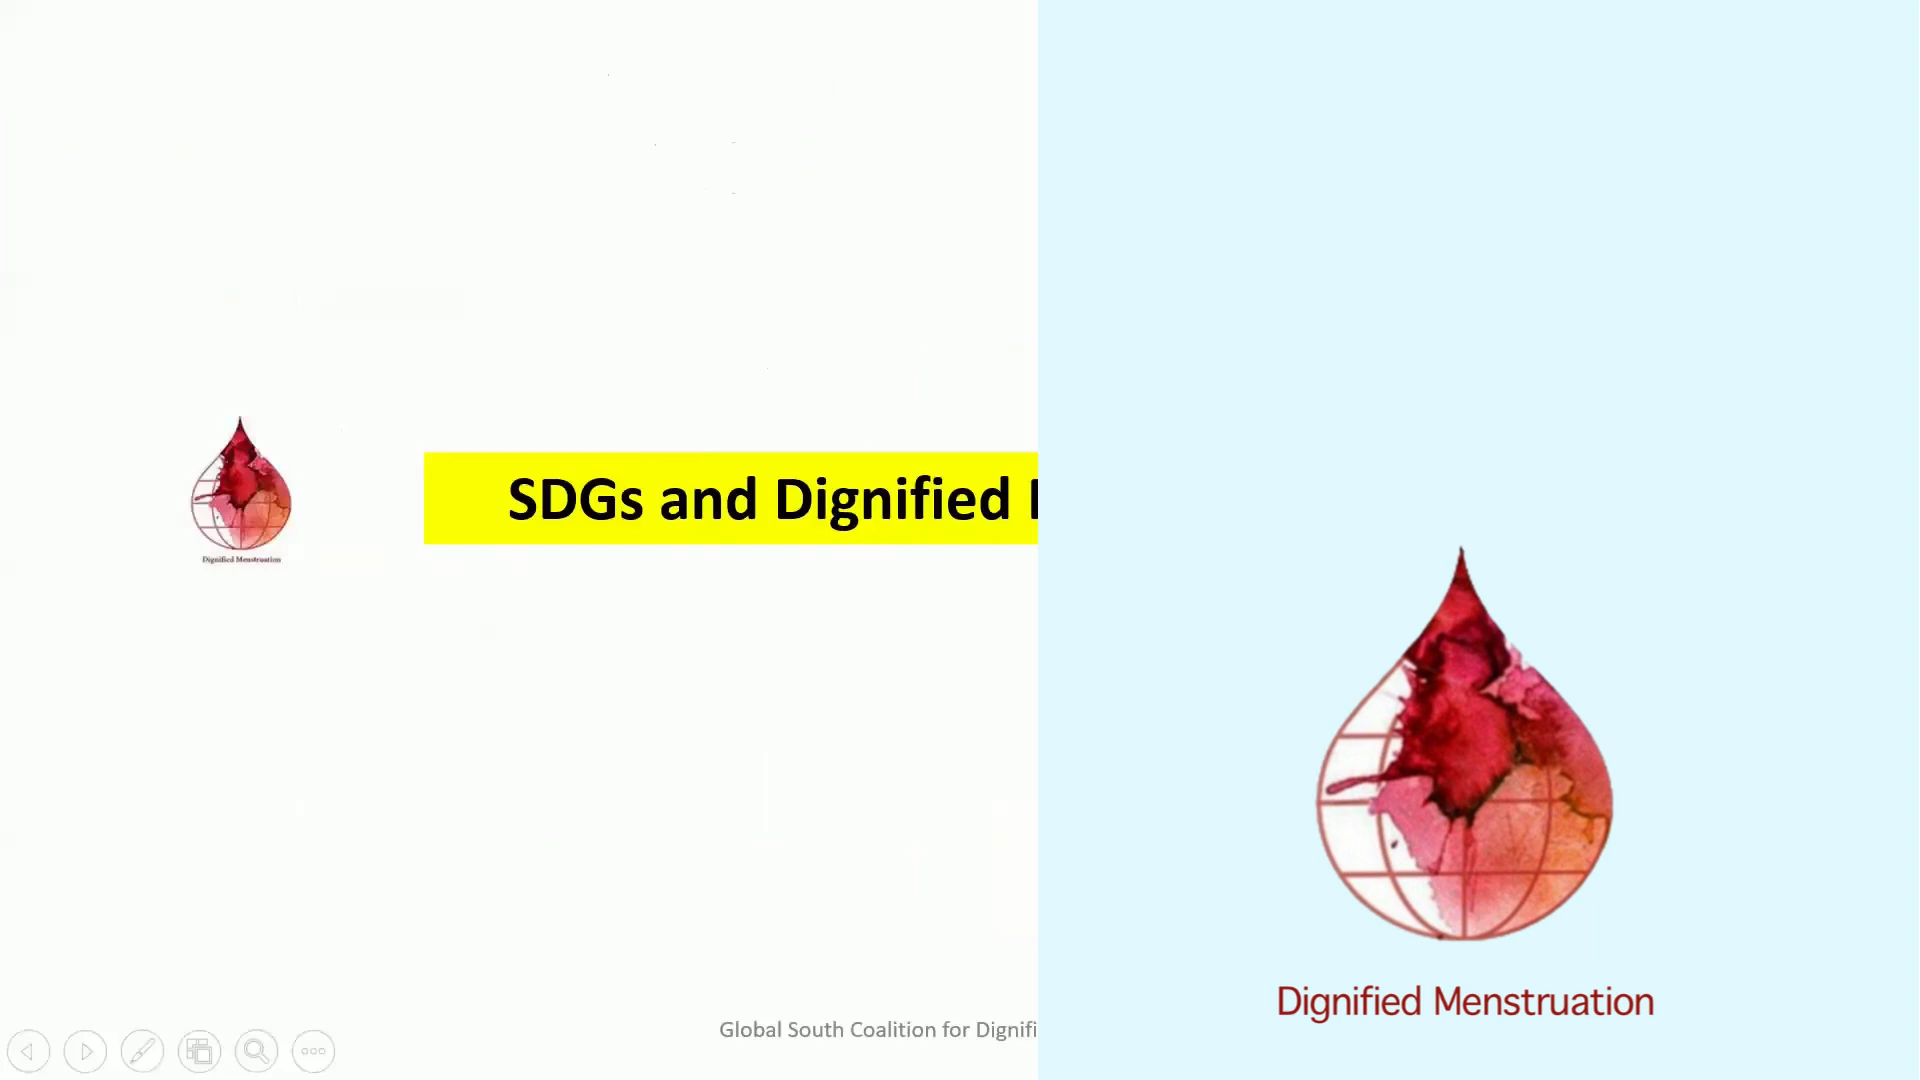 SDGs and Dignified
Dignified Menstruation
Global South Coalition for Dignifi
Dignified Menstruation